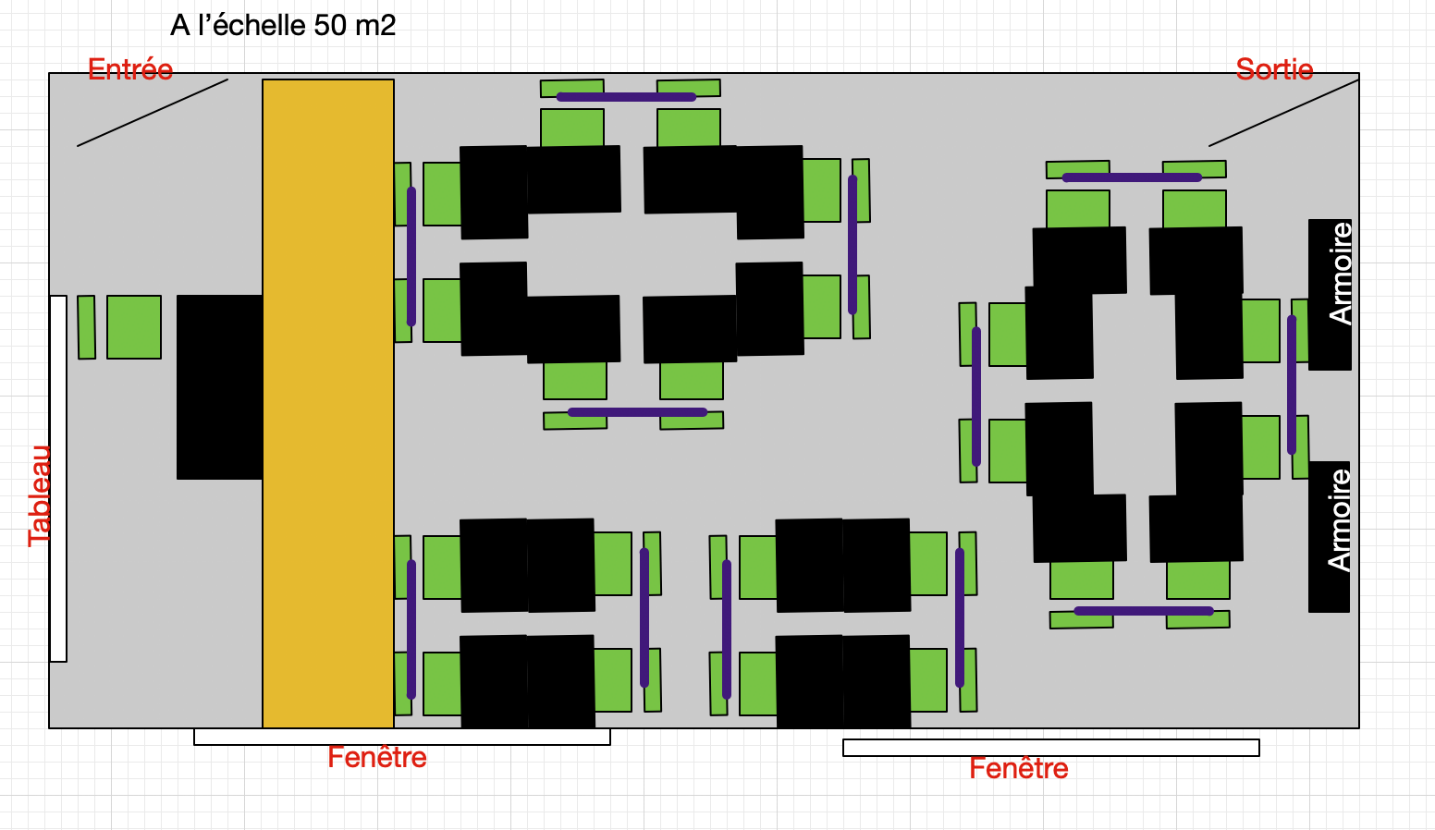 A l’échelle 50 m2
Entrée
Sortie
Armoire
Tableau
Armoire
Fenêtre
Fenêtre